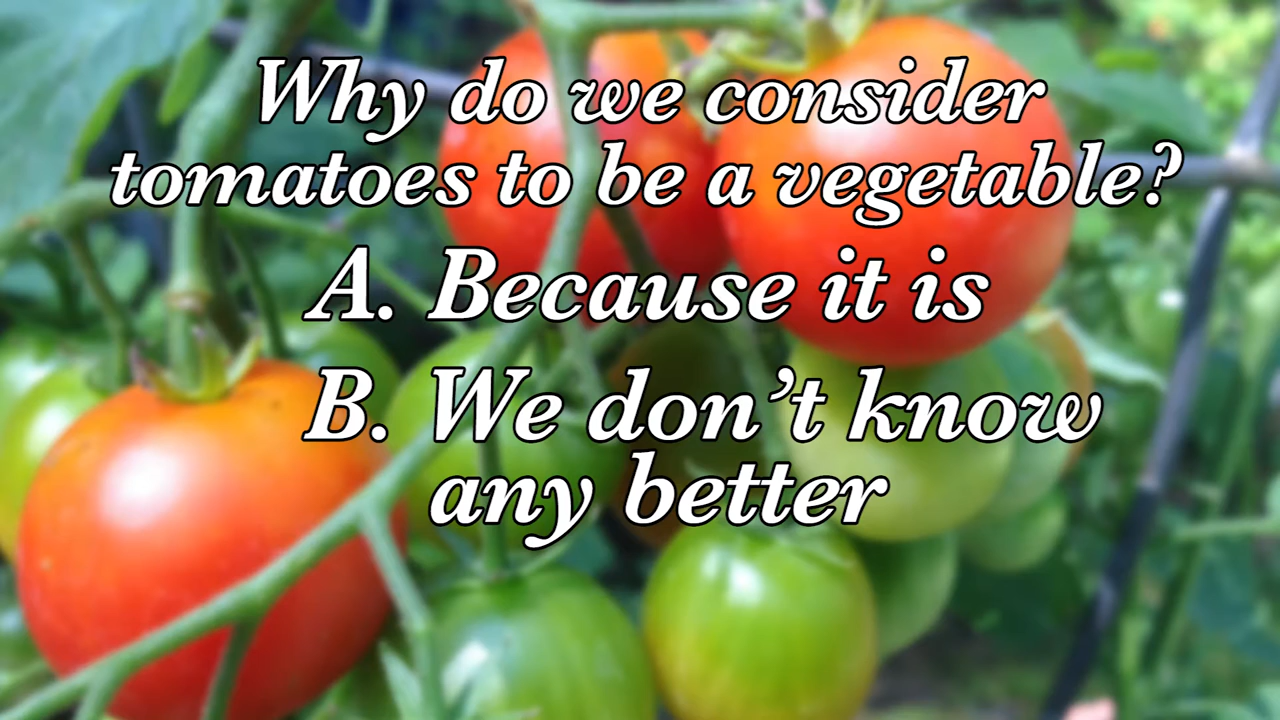 Why do we consider
tomatoes to be a vegetable?
A. Because it is
B. We don’t know
any better